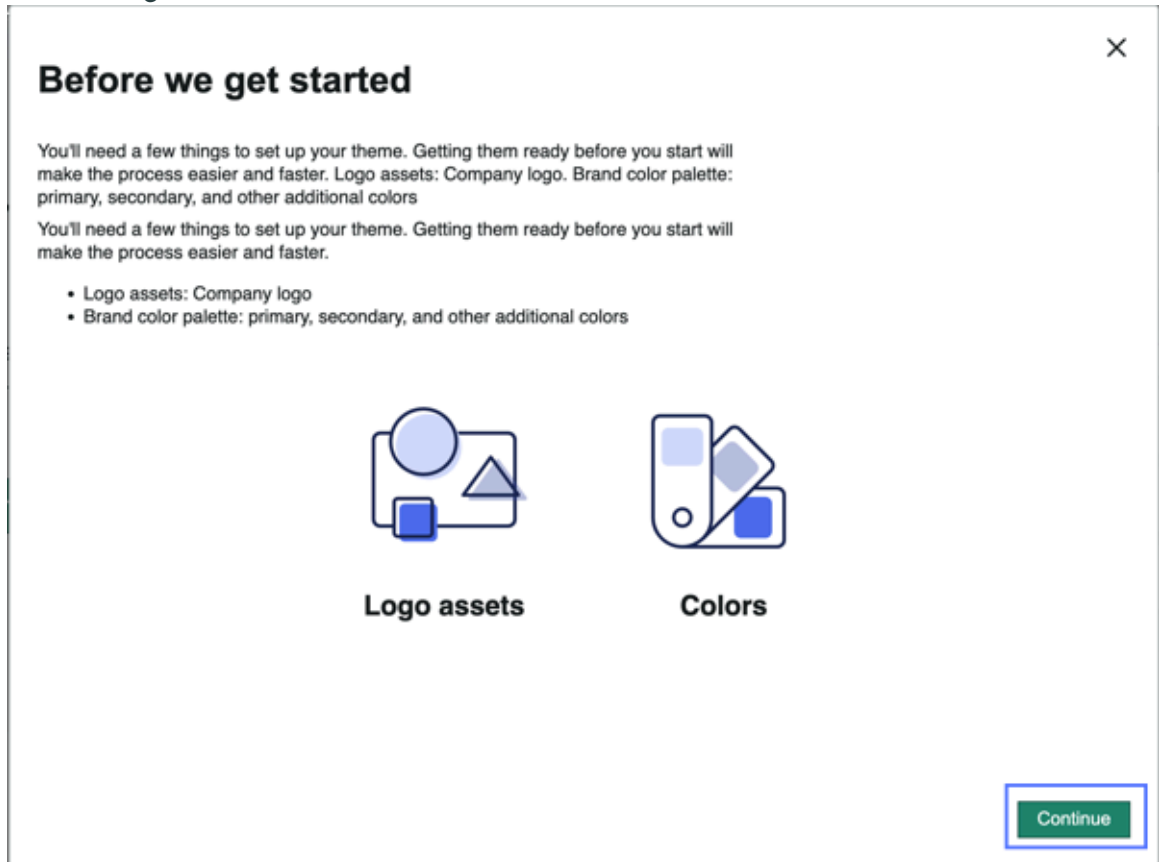 Before we get started
You'll need a few things to set up your theme. Getting them ready before you start will
make the process easier and faster. Logo assets: Company logo. Brand color palette:
primary, secondary, and other additional colors
You'll need a few things to set up your theme. Getting them ready before you start will
make the process easier and faster.
• Logo assets: Company logo
• Brand color palette: primary, secondary, and other additional colors
Logo assets
Colors
Continue